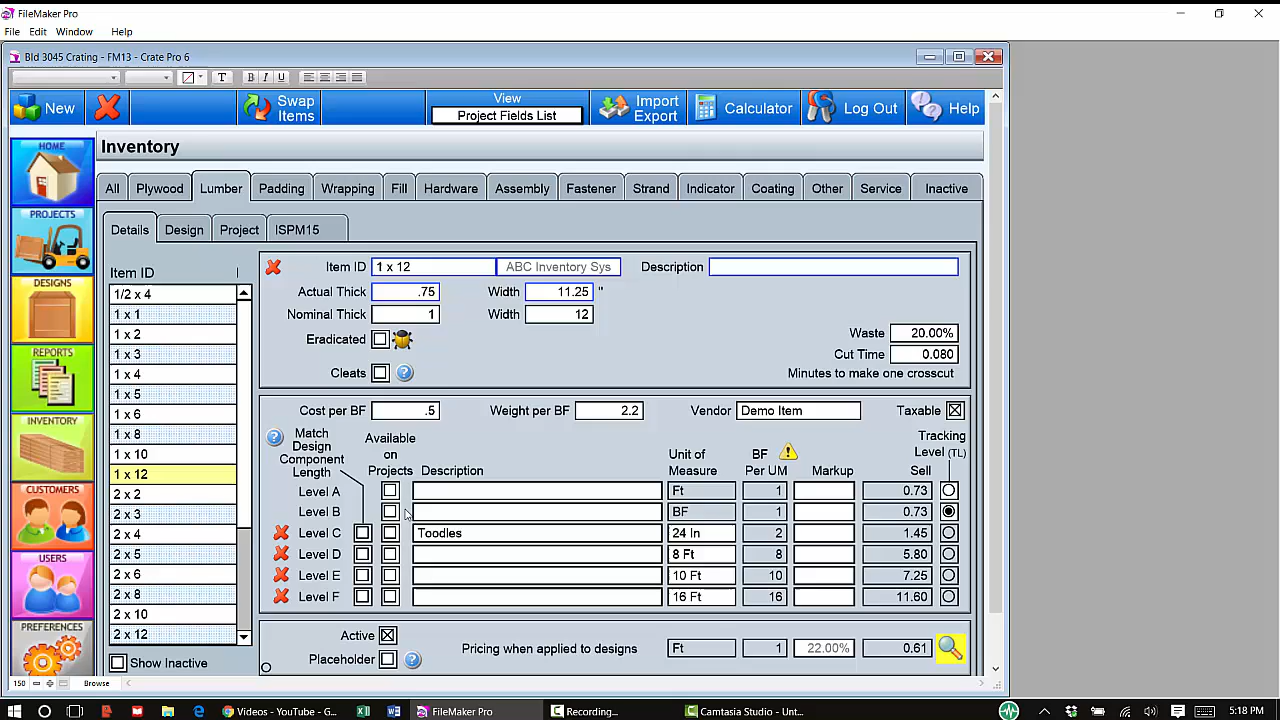 FileMaker Pro
File Edit Window Help
Bld 3045 Crating - FM13 - Crate Pro 6
T B I U
New
Swap Items
View
Project Fields List
Import Export
Calculator
Log Out
Help
Inventory
HOME
PROJECTS
DESIGNS
REPORTS
INVENTORY
CUSTOMERS
USERS
PREFERENCES
All Plywood Lumber Padding Wrapping Fill Hardware Assembly Fastener Strand Indicator Coating Other Service Inactive
Details Design Project ISPM15
Item ID
1/2 x 4
1 x 1
1 x 2
1 x 3
1 x 4
1 x 5
1 x 6
1 x 8
1 x 10
1 x 12
2 x 2
2 x 3
2 x 4
2 x 5
2 x 6
2 x 8
2 x 10
2 x 12
Show Inactive
Item ID 1 x 12 ABC Inventory Sys Description
Actual Thick .75 Width 11.25 "
Nominal Thick 1 Width 12
Eradicated
Waste 20.00%
Cut Time 0.080
Cleats ? Minutes to make one crosscut
Cost per BF .5 Weight per BF 2.2 Vendor Demo Item Taxable
? Match Design Component Length
Available on Projects
Description
Unit of Measure
BF Per UM
Markup
Sell
Tracking Level (TL)
Level A Ft 1 0.73
Level B BF 1 0.73
Level C Toodles 24 In 2 1.45
Level D 8 Ft 8 5.80
Level E 10 Ft 10 7.25
Level F 16 Ft 16 11.60
Active
Placeholder ?
Pricing when applied to designs Ft 1 22.00% 0.61
150 Browse
Videos - YouTube - G... FileMaker Pro Recording... Camtasia Studio - Unt... 5:18 PM